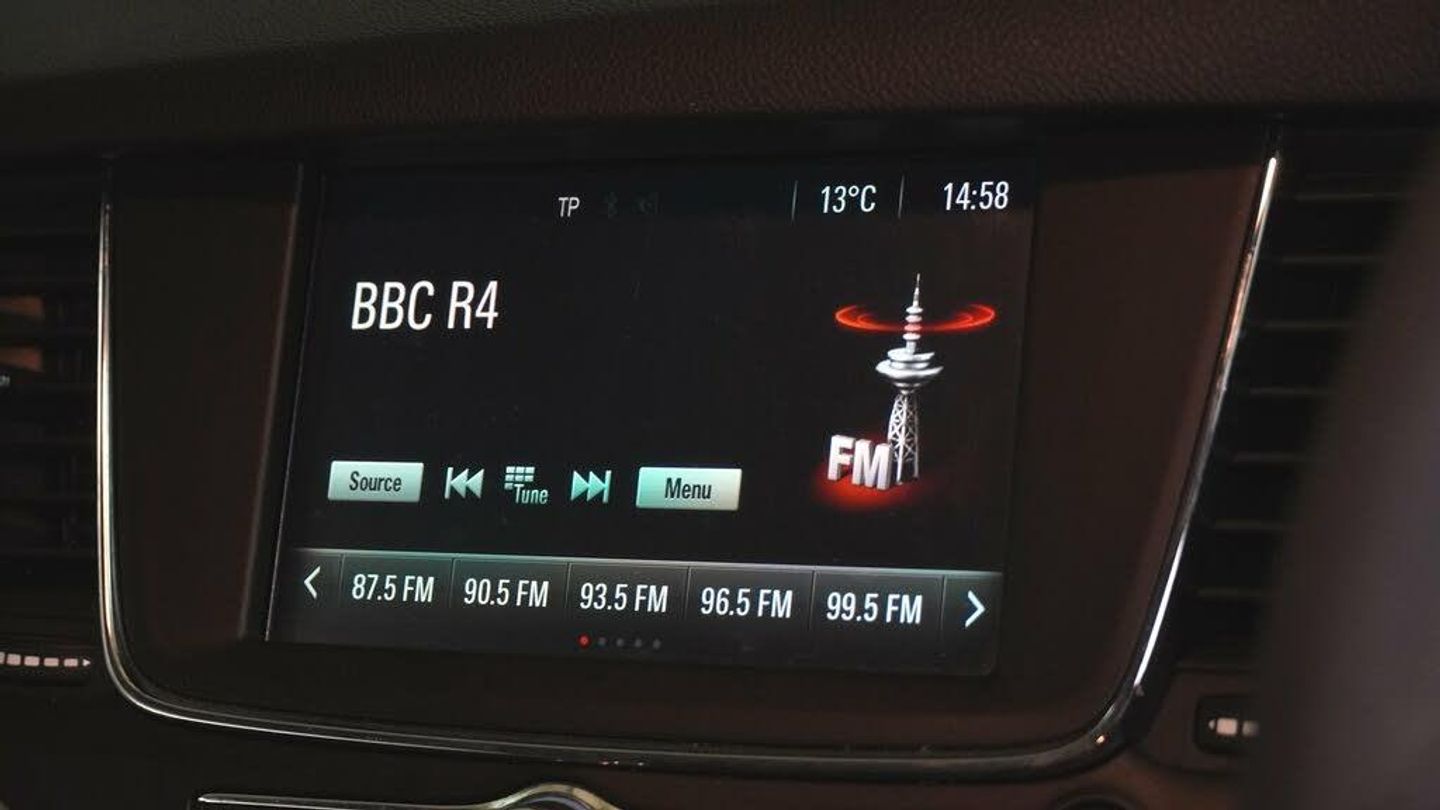 TP
13°C
14:58
BBC R4
FM
Source
Tune
Menu
87.5 FM
90.5 FM
93.5 FM
96.5 FM
99.5 FM